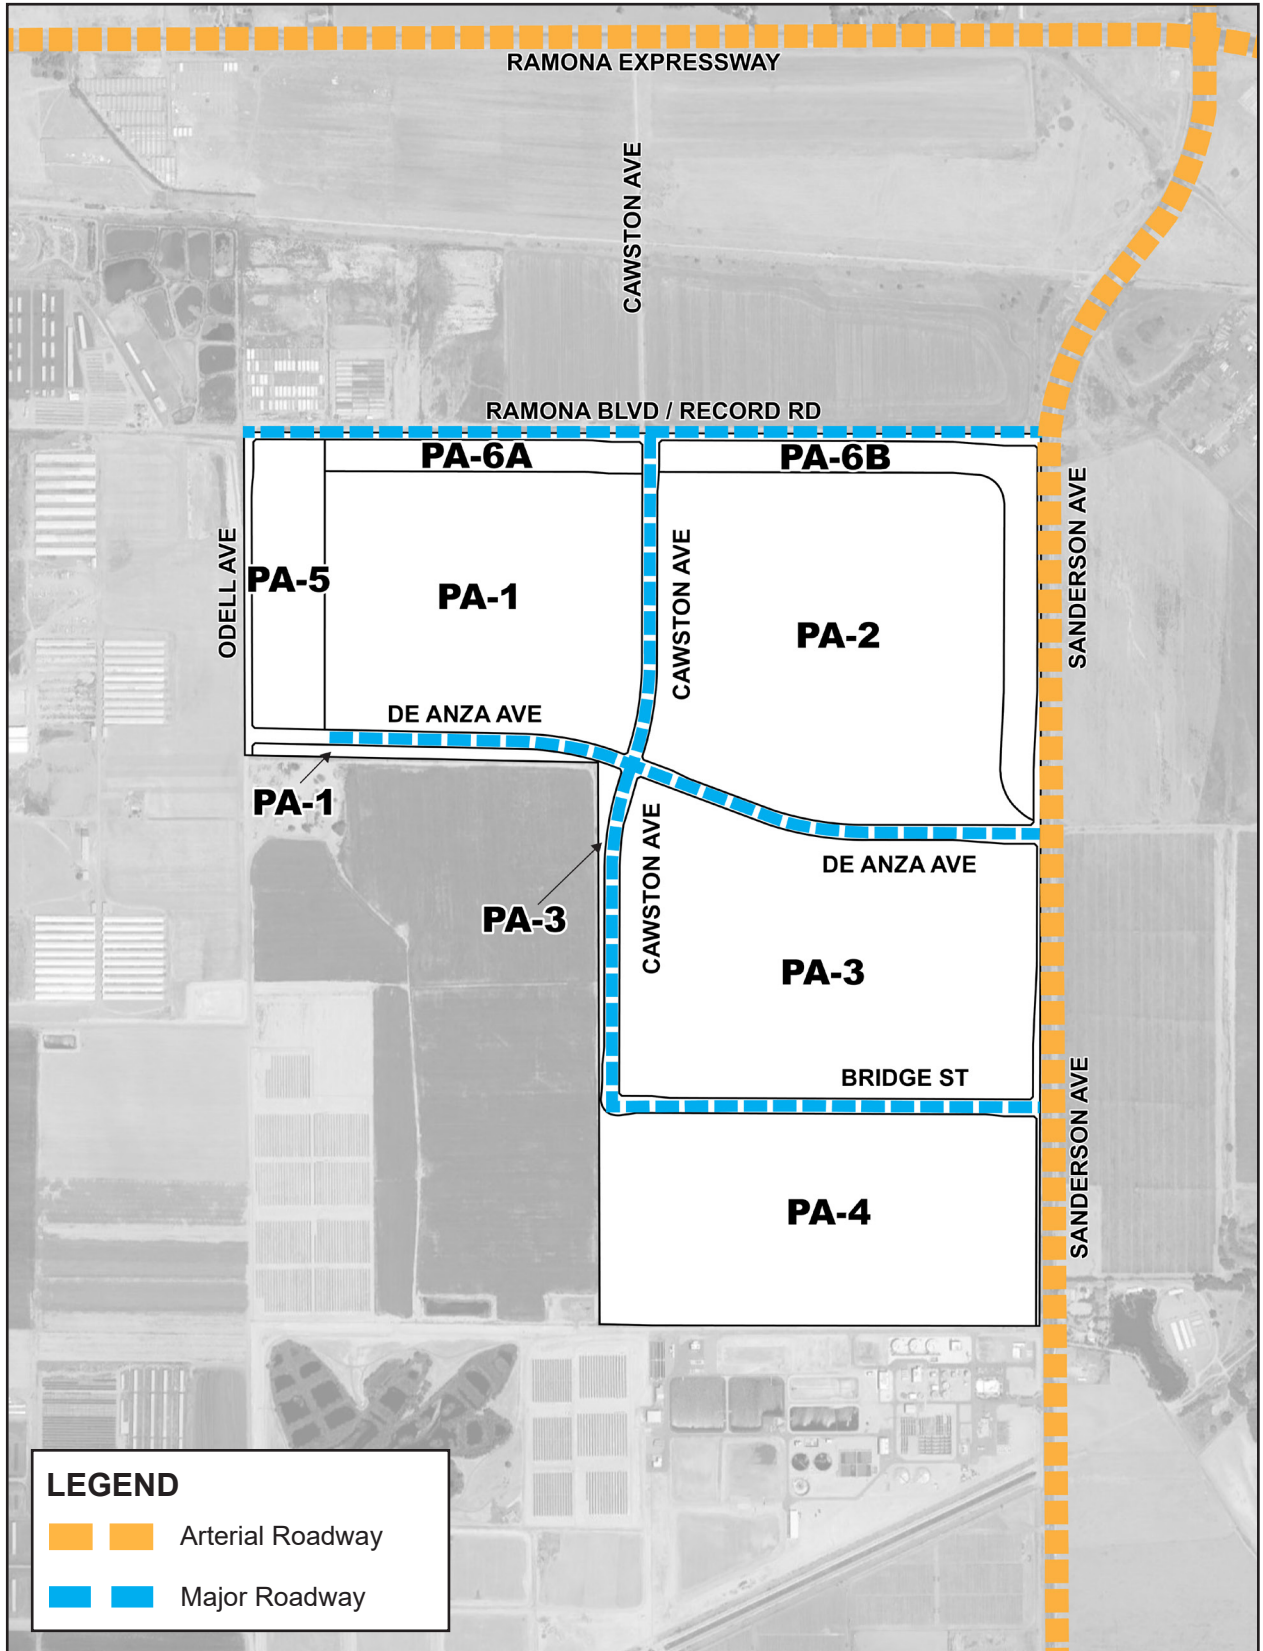 RAMONA EXPRESSWAY
CAWSTON AVE
RAMONA BLVD / RECORD RD
PA-6A
PA-6B
SANDERSON AVE
ODELL AVE
PA-5
PA-1
CAWSTON AVE
PA-2
DE ANZA AVE
PA-1
CAWSTON AVE
DE ANZA AVE
PA-3
PA-3
BRIDGE ST
SANDERSON AVE
PA-4
LEGEND
Arterial Roadway
Major Roadway